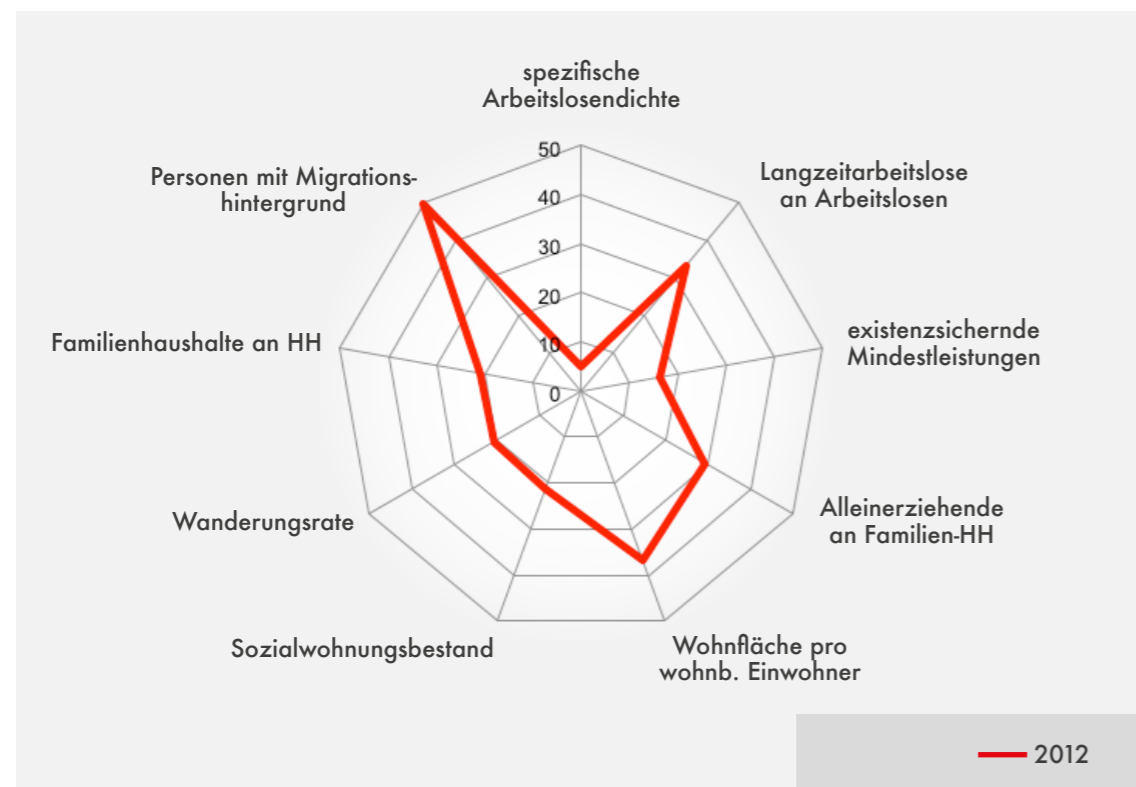 spezifische
Arbeitslosendichte
Langzeitarbeitslose
an Arbeitslosen
existenzsichernde
Mindestleistungen
Alleinerziehende
an Familien-HH
Wohnfläche pro
wohnb. Einwohner
Sozialwohnungsbestand
Wanderungsrate
Familienhaushalte an HH
Personen mit Migrations-
hintergrund
50
40
30
20
10
0
2012